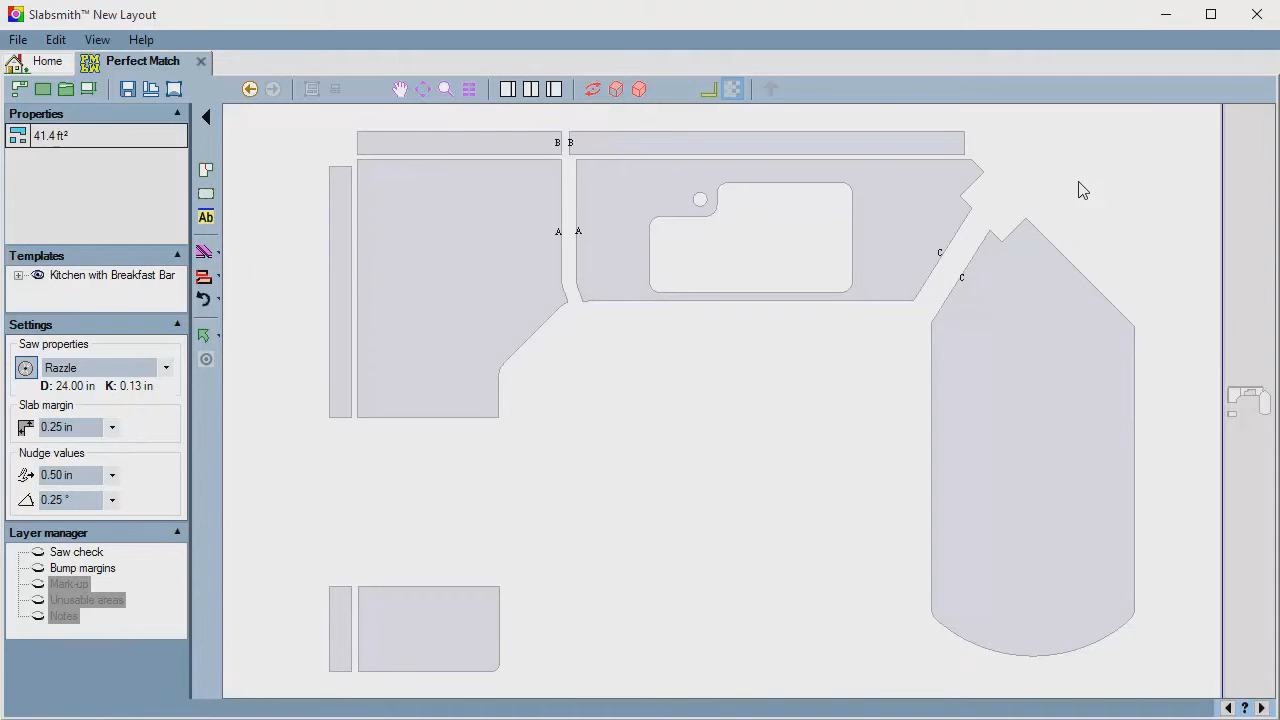 Slabsmith™ New Layout
File Edit View Help
Home Perfect Match
Properties
41.4 ft²
Templates
Kitchen with Breakfast Bar
Settings
Saw properties
Razzle
D: 24.00 in K: 0.13 in
Slab margin
0.25 in
Nudge values
0.50 in
0.25 °
Layer manager
Saw check
Bump margins
Mark-up
Unusable areas
Notes
Ab
B B
A A
C
C